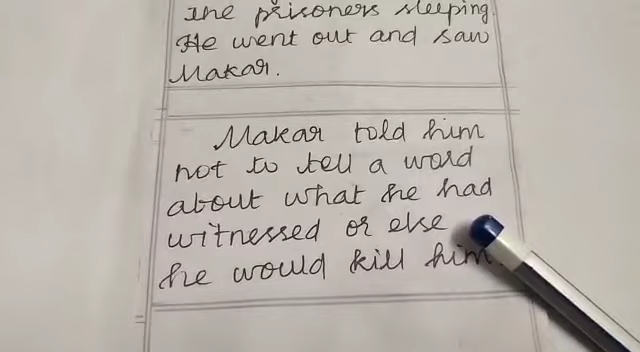 The prisoners sleeping.
He went out and saw
Makar.
Makar told him
not to tell a word
about what he had
witnessed or else
he would kill him.